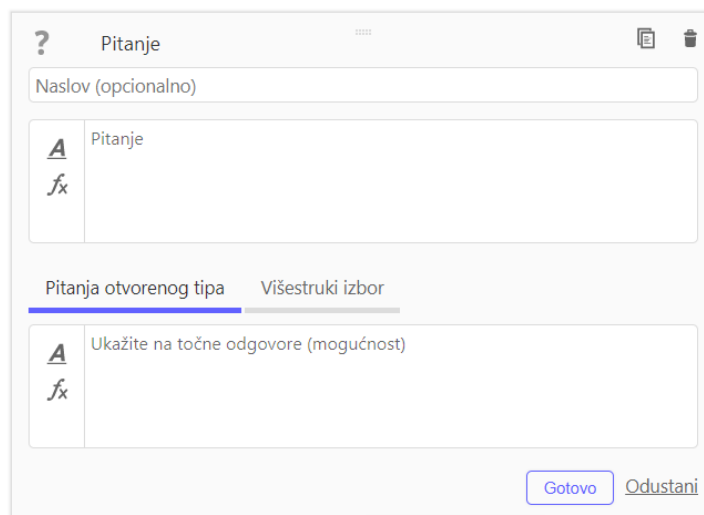 Pitanje
Naslov (opcionalno)
A Pitanje
fx
Pitanja otvorenog tipa Višestruki izbor
A Ukažite na točne odgovore (mogućnost)
fx
Gotovo Odustani